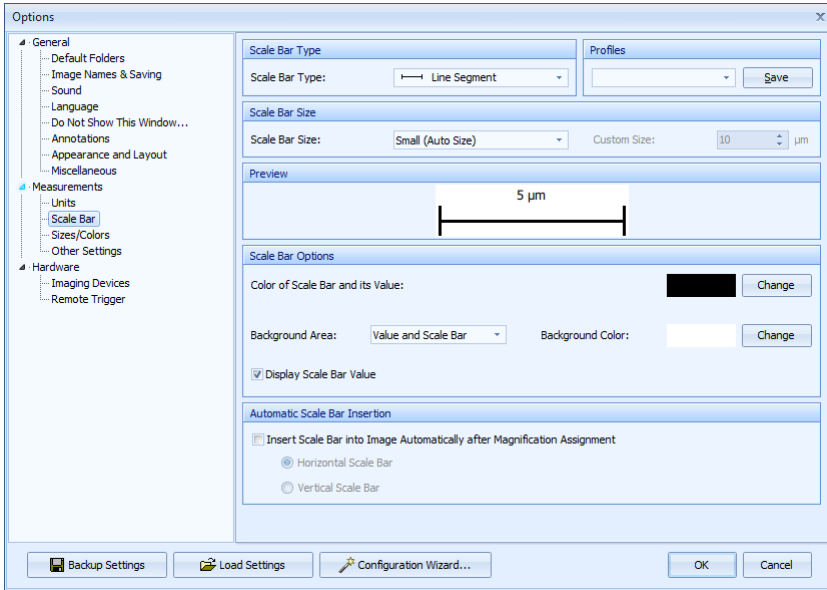 Options
General
Default Folders
Image Names & Saving
Sound
Language
Do Not Show This Window...
Annotations
Appearance and Layout
Miscellaneous
Measurements
Units
Scale Bar
Sizes/Colors
Other Settings
Hardware
Imaging Devices
Remote Trigger
Scale Bar Type
Scale Bar Type: Line Segment
Profiles
Save
Scale Bar Size
Scale Bar Size: Small (Auto Size) Custom Size: 10 µm
Preview
5 µm
Scale Bar Options
Color of Scale Bar and its Value: Change
Background Area: Value and Scale Bar Background Color: Change
Display Scale Bar Value
Automatic Scale Bar Insertion
Insert Scale Bar into Image Automatically after Magnification Assignment
Horizontal Scale Bar
Vertical Scale Bar
Backup Settings Load Settings Configuration Wizard... OK Cancel